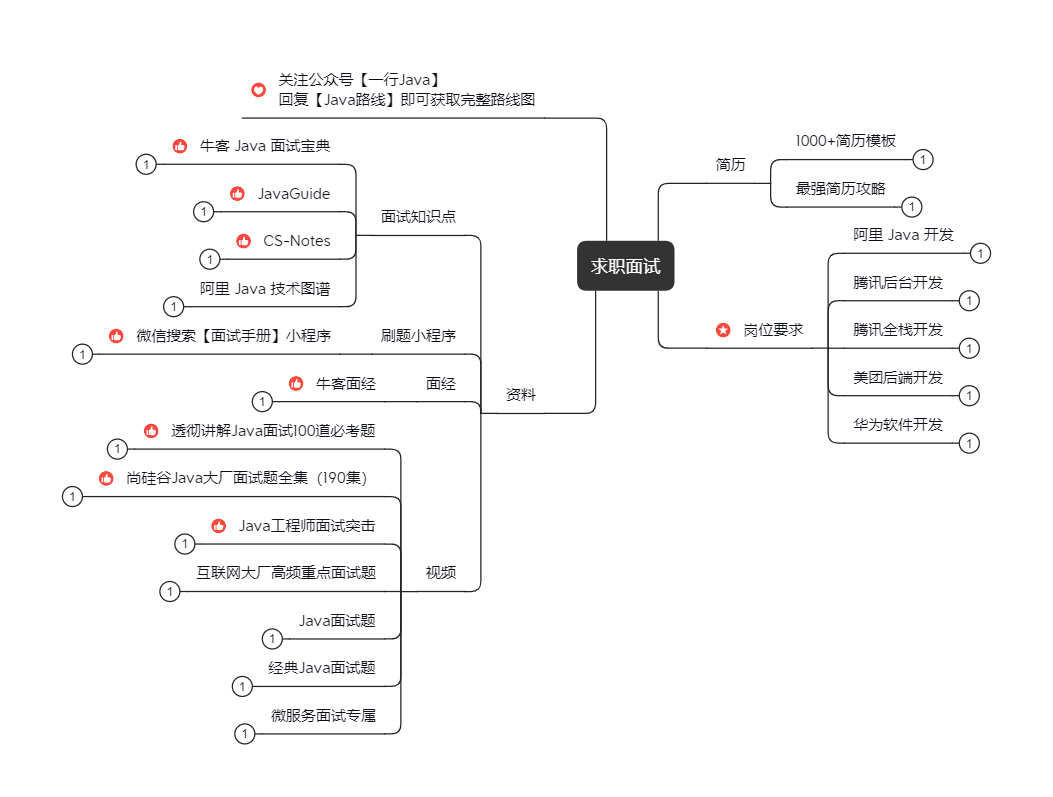 关注公众号【一行Java】
回复【Java路线】即可获取完整路线图
牛客 Java 面试宝典
1
JavaGuide
1
CS-Notes
1
阿里 Java 技术图谱
1
面试知识点
微信搜索【面试手册】小程序
1
刷题小程序
牛客面经
1
面经
透彻讲解Java面试100道必考题
1
尚硅谷Java大厂面试题全集（190集）
1
Java工程师面试突击
1
互联网大厂高频重点面试题
1
Java面试题
1
经典Java面试题
1
微服务面试专属
1
视频
资料
求职面试
简历
1000+简历模板
1
最强简历攻略
1
岗位要求
阿里 Java 开发
1
腾讯后台开发
1
腾讯全栈开发
1
美团后端开发
1
华为软件开发
1